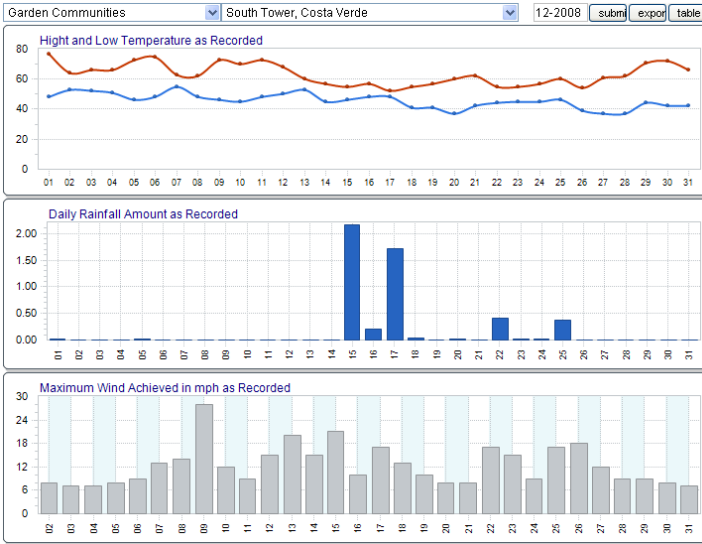 Garden Communities South Tower, Costa Verde 12-2008 submi expor table
Hight and Low Temperature as Recorded
80
60
40
20
0
01 02 03 04 05 06 07 08 09 10 11 12 13 14 15 16 17 18 19 20 21 22 23 24 25 26 27 28 29 30 31
Daily Rainfall Amount as Recorded
2.00
1.50
1.00
0.50
0.00
01 02 03 04 05 06 07 08 09 10 11 12 13 14 15 16 17 18 19 20 21 22 23 24 25 26 27 28 29 30 31
Maximum Wind Achieved in mph as Recorded
30
24
18
12
6
0
02 03 04 05 06 07 08 09 10 11 12 13 14 15 16 17 18 19 20 21 22 23 24 25 26 27 28 29 30 31